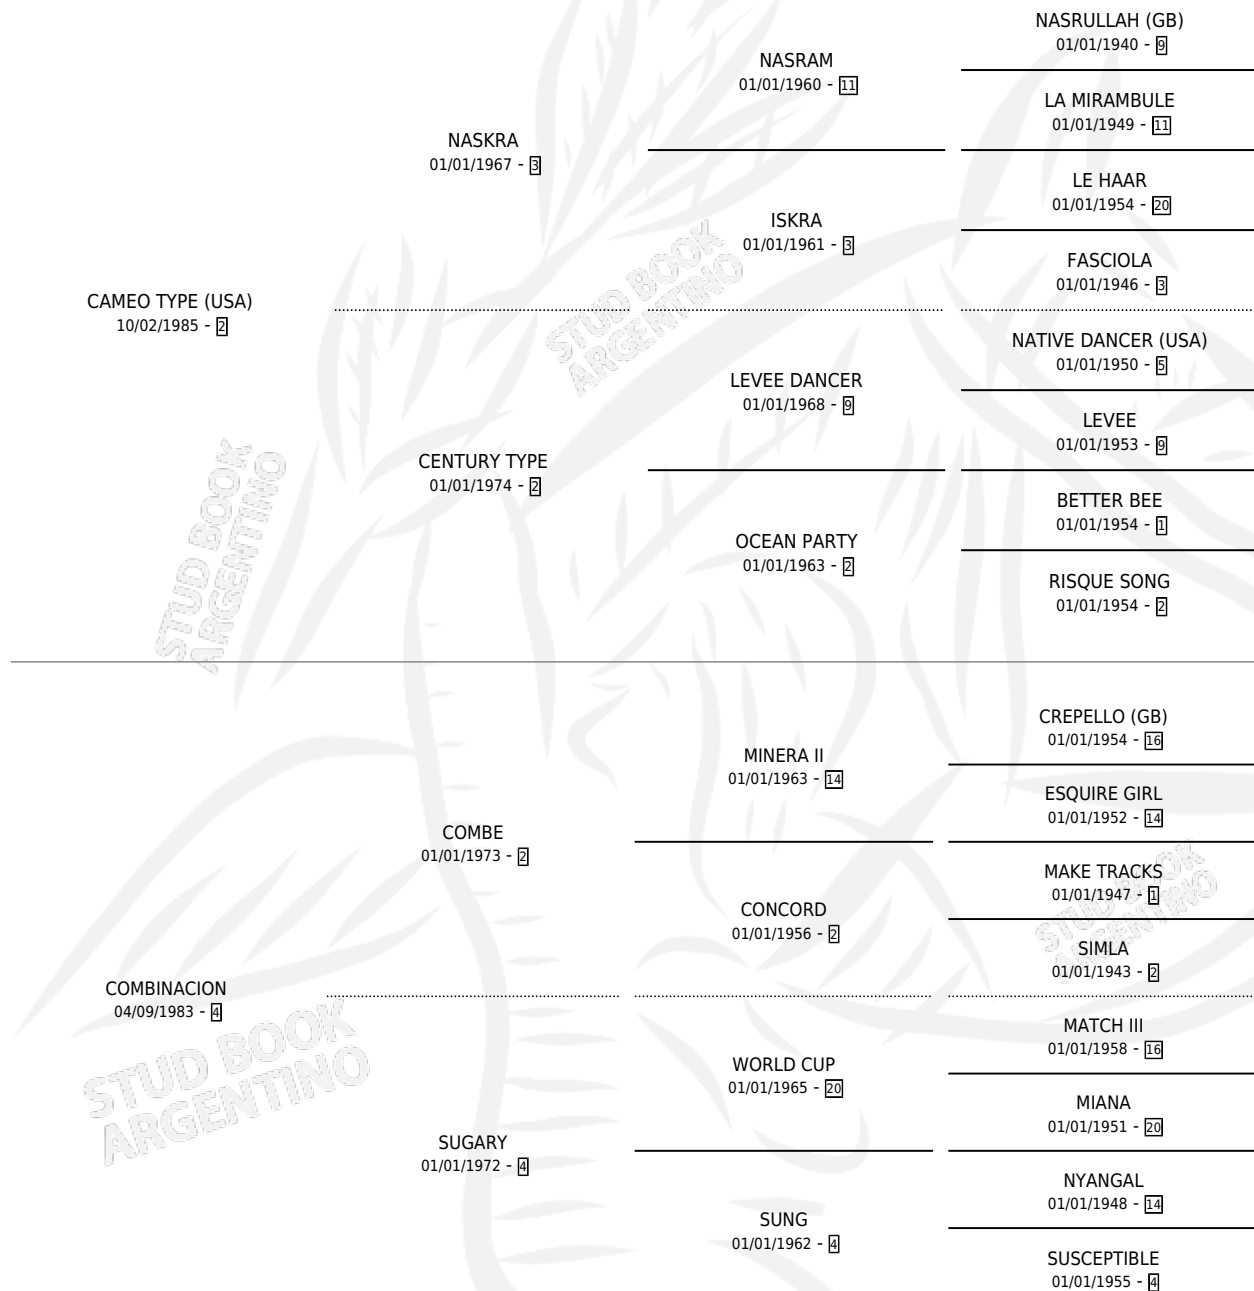 CAMEO TYPE (USA)
10/02/1985 - 2
NASKRA
01/01/1967 - 3
CENTURY TYPE
01/01/1974 - 2
NASRAM
01/01/1960 - 11
ISKRA
01/01/1961 - 3
LEVEE DANCER
01/01/1968 - 9
OCEAN PARTY
01/01/1963 - 2
NASRULLAH (GB)
01/01/1940 - 9
LA MIRAMBULE
01/01/1949 - 11
LE HAAR
01/01/1954 - 20
FASCIOLA
01/01/1946 - 3
NATIVE DANCER (USA)
01/01/1950 - 5
LEVEE
01/01/1953 - 9
BETTER BEE
01/01/1954 - 1
RISQUE SONG
01/01/1954 - 2
COMBINACION
04/09/1983 - 4
COMBE
01/01/1973 - 2
SUGARY
01/01/1972 - 4
MINERA II
01/01/1963 - 14
CONCORD
01/01/1956 - 2
WORLD CUP
01/01/1965 - 20
SUNG
01/01/1962 - 4
CREPELLO (GB)
01/01/1954 - 16
ESQUIRE GIRL
01/01/1952 - 14
MAKE TRACKS
01/01/1947 - 1
SIMLA
01/01/1943 - 2
MATCH III
01/01/1958 - 16
MIANA
01/01/1951 - 20
NYANGAL
01/01/1948 - 14
SUSCEPTIBLE
01/01/1955 - 4
STUD BOOK
ARGENTINO
STUD BOOK
ARGENTINO
STUD BOOK
ARGENTINO
STUD BOOK
ARGENTINO